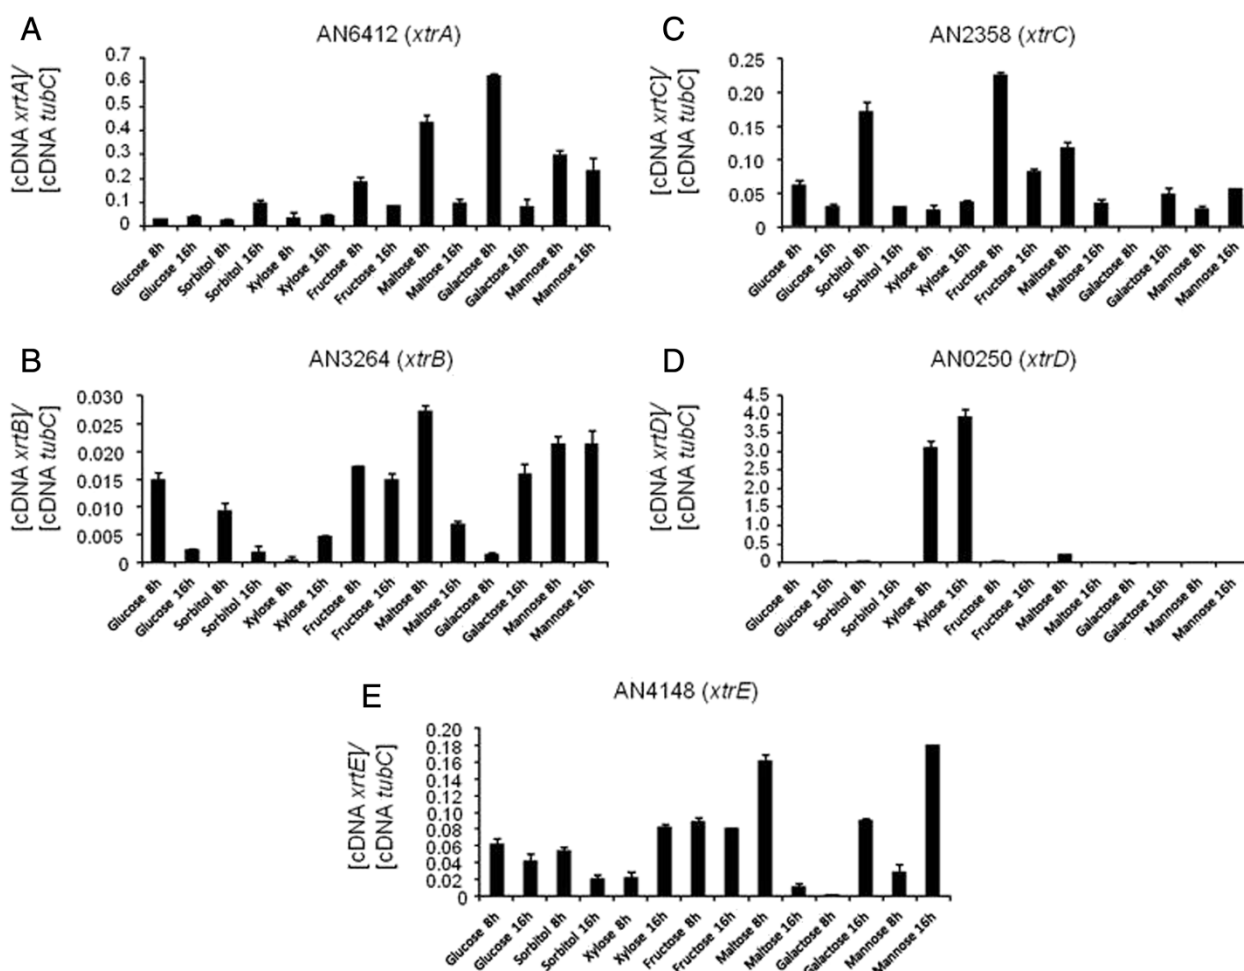 A
AN6412 (xtrA)
[cDNA xrtA]/
[cDNA tubC]
0.7
0.6
0.5
0.4
0.3
0.2
0.1
0
Glucose 8h
Glucose 16h
Sorbitol 8h
Sorbitol 16h
Xylose 8h
Xylose 16h
Fructose 8h
Fructose 16h
Maltose 8h
Maltose 16h
Galactose 8h
Galactose 16h
Mannose 8h
Mannose 16h
C
AN2358 (xtrC)
[cDNA xrtC]/
[cDNA tubC]
0.25
0.20
0.15
0.10
0.05
0
Glucose 8h
Glucose 16h
Sorbitol 8h
Sorbitol 16h
Xylose 8h
Xylose 16h
Fructose 8h
Fructose 16h
Maltose 8h
Maltose 16h
Galactose 8h
Galactose 16h
Mannose 8h
Mannose 16h
B
AN3264 (xtrB)
[cDNA xrtB]/
[cDNA tubC]
0.030
0.025
0.020
0.015
0.010
0.005
0
Glucose 8h
Glucose 16h
Sorbitol 8h
Sorbitol 16h
Xylose 8h
Xylose 16h
Fructose 8h
Fructose 16h
Maltose 8h
Maltose 16h
Galactose 8h
Galactose 16h
Mannose 8h
Mannose 16h
D
AN0250 (xtrD)
[cDNA xrtD]/
[cDNA tubC]
4.5
4.0
3.5
3.0
2.5
2.0
1.5
1.0
0.5
0
Glucose 8h
Glucose 16h
Sorbitol 8h
Sorbitol 16h
Xylose 8h
Xylose 16h
Fructose 8h
Fructose 16h
Maltose 8h
Maltose 16h
Galactose 8h
Galactose 16h
Mannose 8h
Mannose 16h
E
AN4148 (xtrE)
[cDNA xrtE]/
[cDNA tubC]
0.20
0.18
0.16
0.14
0.12
0.10
0.08
0.06
0.04
0.02
0
Glucose 8h
Glucose 16h
Sorbitol 8h
Sorbitol 16h
Xylose 8h
Xylose 16h
Fructose 8h
Fructose 16h
Maltose 8h
Maltose 16h
Galactose 8h
Galactose 16h
Mannose 8h
Mannose 16h